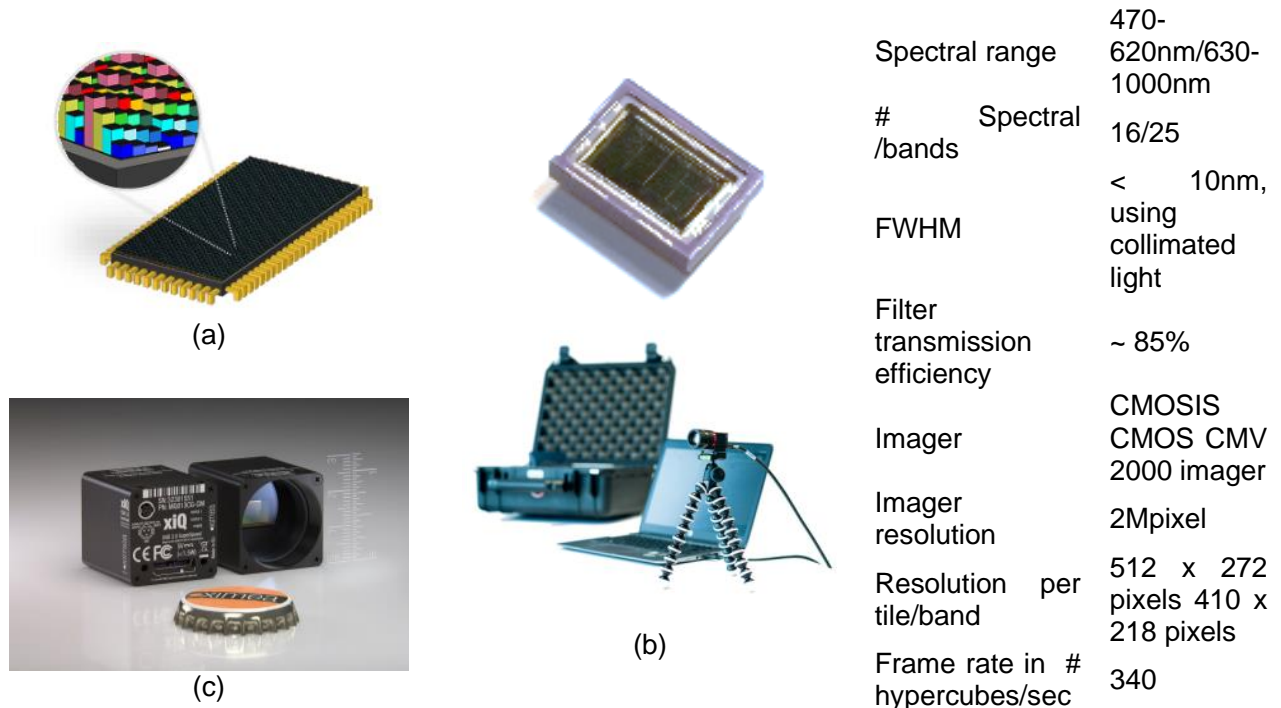 (a)
xiQ
CE FC
(c)
(b)
470-
Spectral range 620nm/630-
1000nm
# Spectral
/bands 16/25
< 10nm,
FWHM using
collimated
light
Filter
transmission ~ 85%
efficiency
CMOSIS
Imager CMOS CMV
2000 imager
Imager
resolution 2Mpixel
Resolution per 512 x 272
tile/band pixels 410 x
218 pixels
Frame rate in #
hypercubes/sec 340